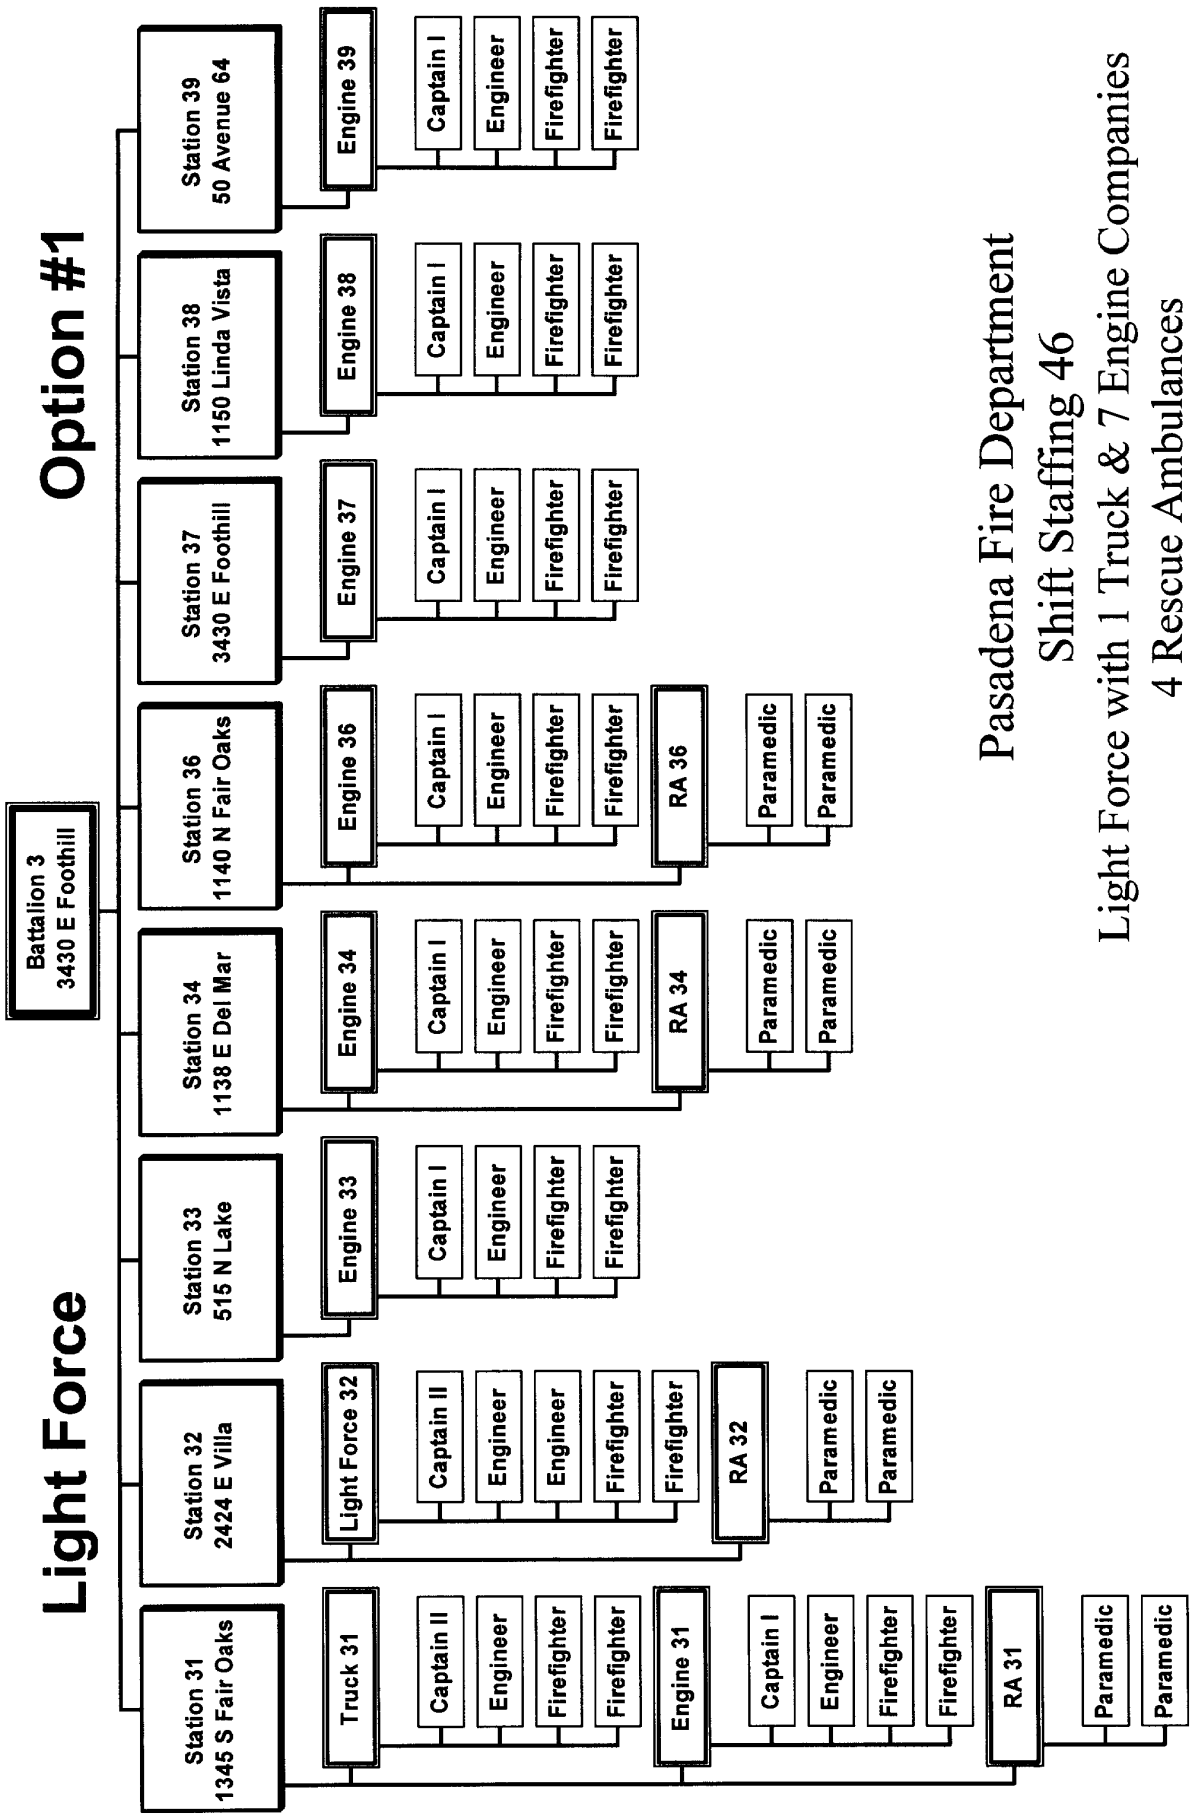 Light Force
Option #1
Battalion 3
3430 E Foothill
Station 31
1345 S Fair Oaks
Truck 31
Captain II
Engineer
Firefighter
Firefighter
Engine 31
Captain I
Engineer
Firefighter
Firefighter
RA 31
Paramedic
Paramedic
Station 32
2424 E Villa
Light Force 32
Captain II
Engineer
Engineer
Firefighter
Firefighter
RA 32
Paramedic
Paramedic
Station 33
515 N Lake
Engine 33
Captain I
Engineer
Firefighter
Firefighter
Station 34
1138 E Del Mar
Engine 34
Captain I
Engineer
Firefighter
Firefighter
RA 34
Paramedic
Paramedic
Station 36
1140 N Fair Oaks
Engine 36
Captain I
Engineer
Firefighter
Firefighter
RA 36
Paramedic
Paramedic
Station 37
3430 E Foothill
Engine 37
Captain I
Engineer
Firefighter
Firefighter
Station 38
1150 Linda Vista
Engine 38
Captain I
Engineer
Firefighter
Firefighter
Station 39
50 Avenue 64
Engine 39
Captain I
Engineer
Firefighter
Firefighter
Pasadena Fire Department
Shift Staffing 46
Light Force with 1 Truck & 7 Engine Companies
4 Rescue Ambulances